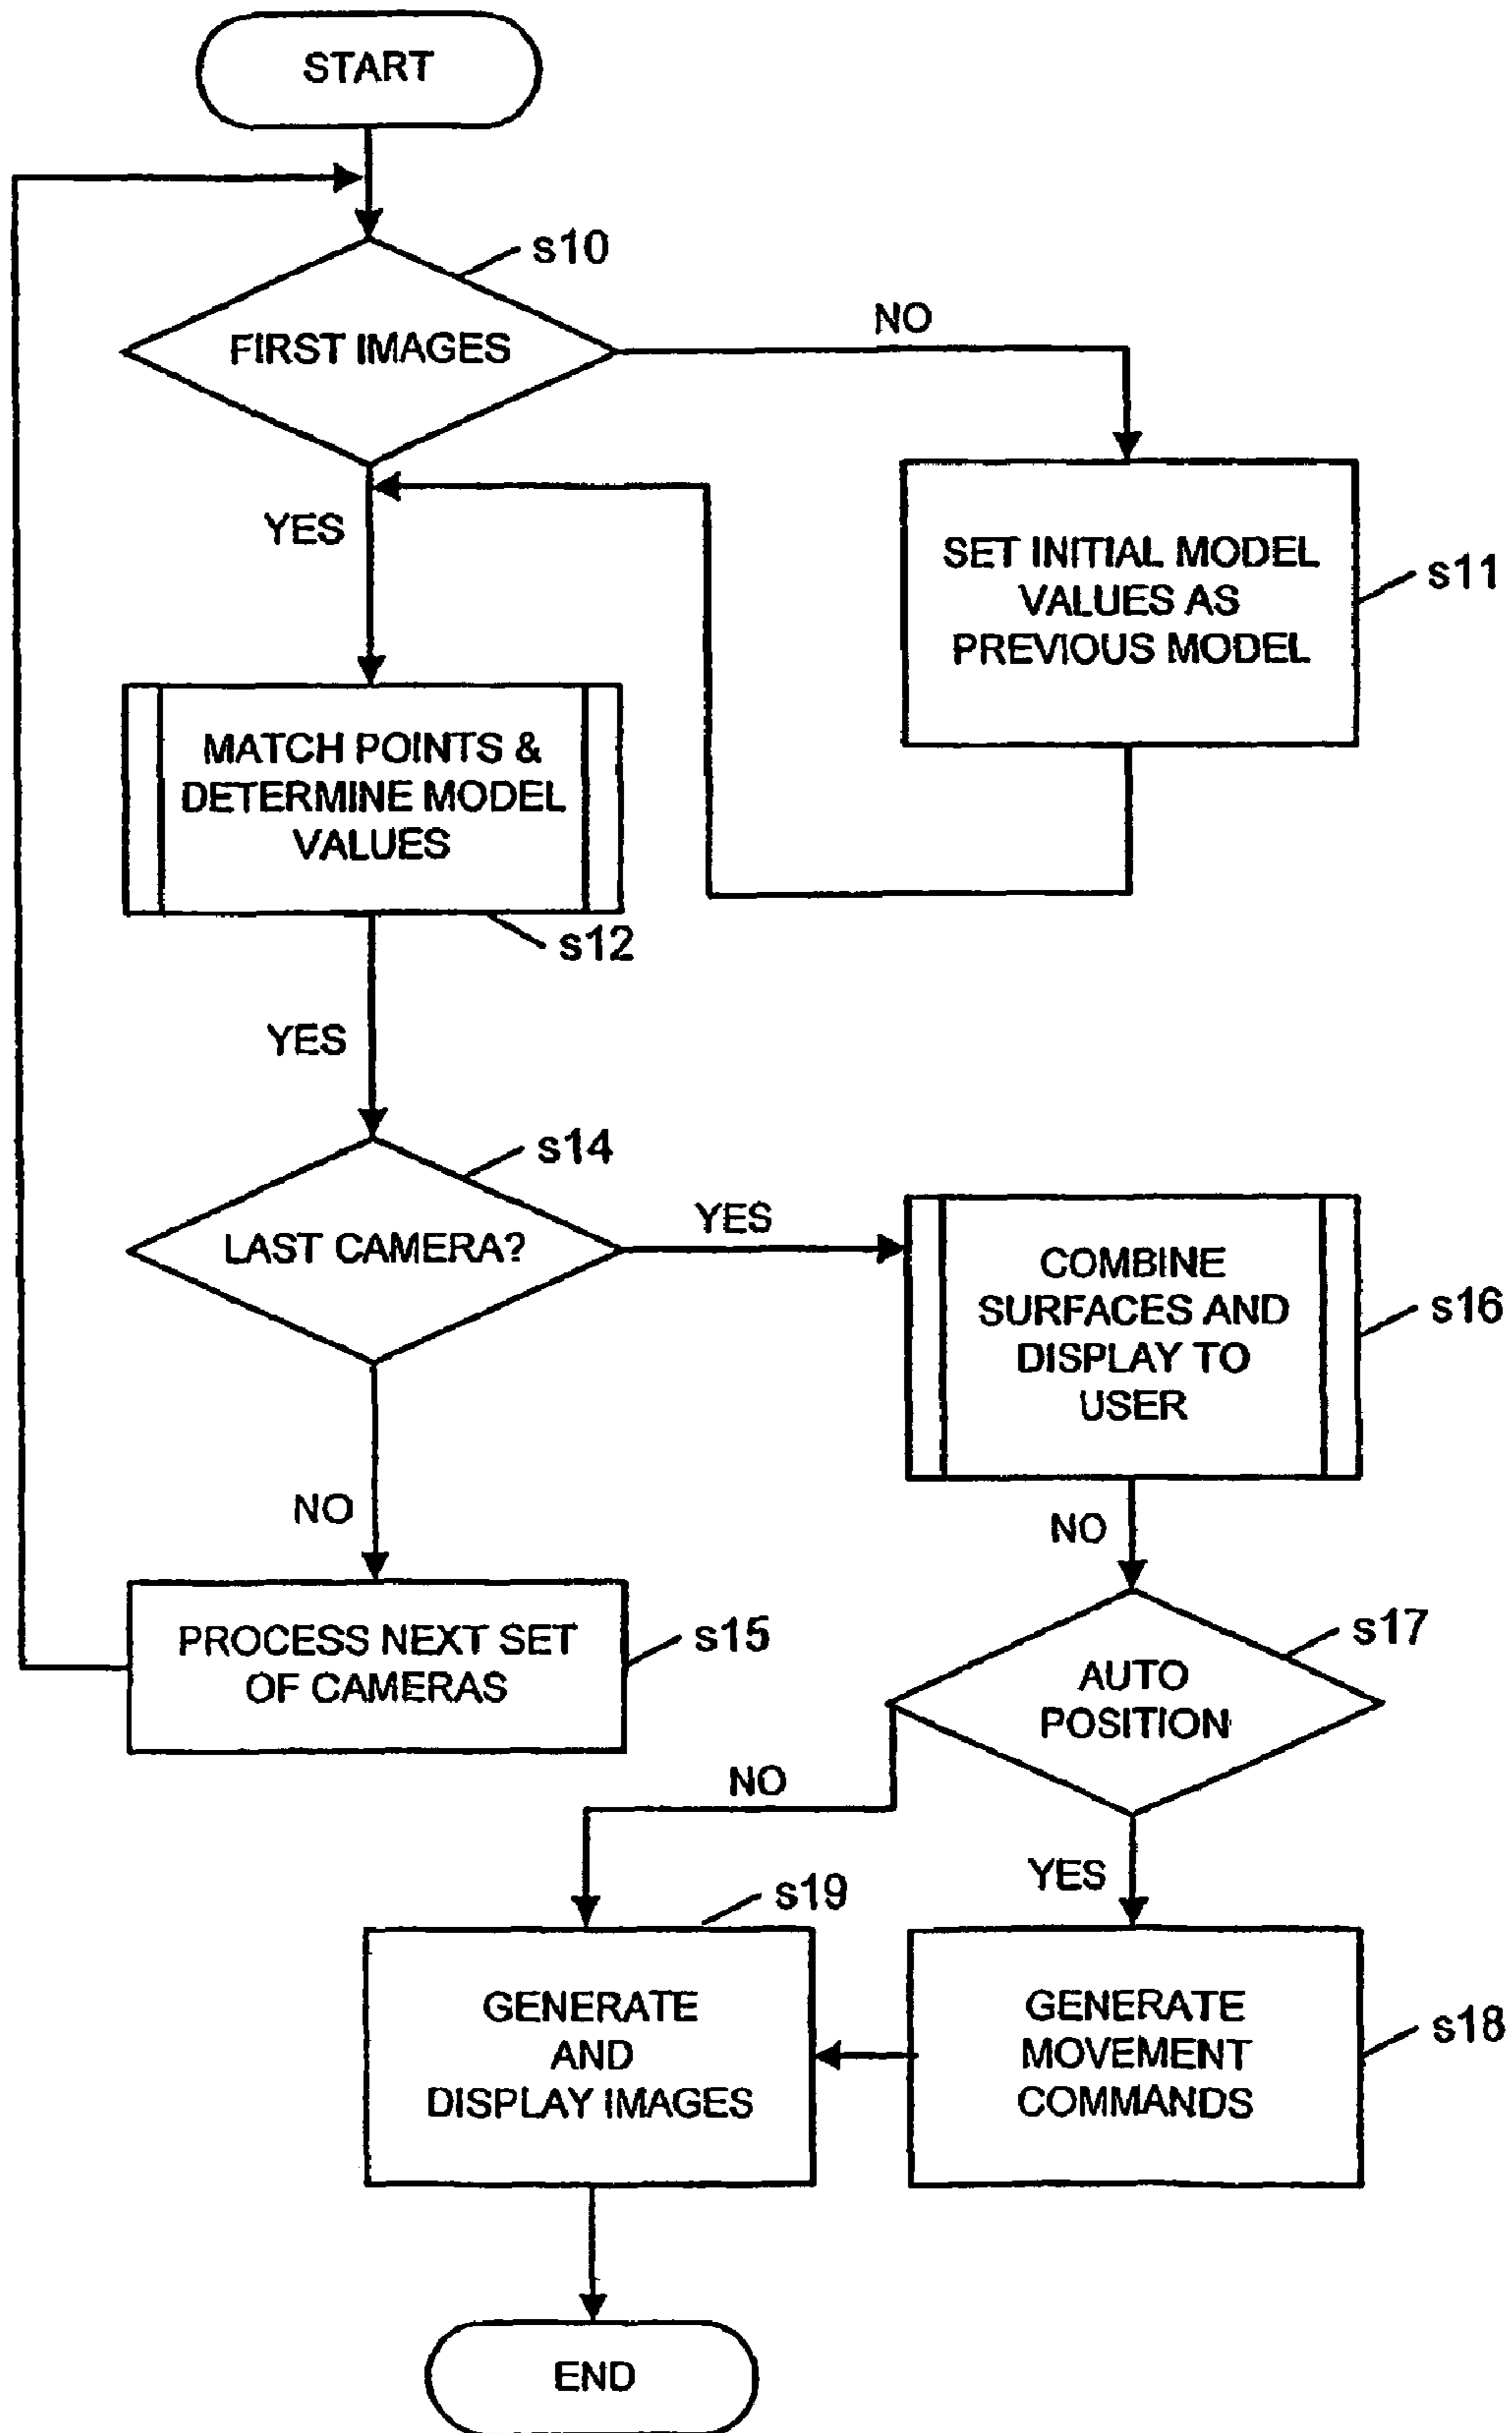 START
s10
FIRST IMAGES
NO
YES
SET INITIAL MODEL
VALUES AS
PREVIOUS MODEL
s11
MATCH POINTS &
DETERMINE MODEL
VALUES
s12
YES
s14
LAST CAMERA?
YES
COMBINE
SURFACES AND
DISPLAY TO
USER
s16
NO
NO
PROCESS NEXT SET
OF CAMERAS
s15
s17
AUTO
POSITION
NO
YES
s19
GENERATE
AND
DISPLAY IMAGES
GENERATE
MOVEMENT
COMMANDS
s18
END